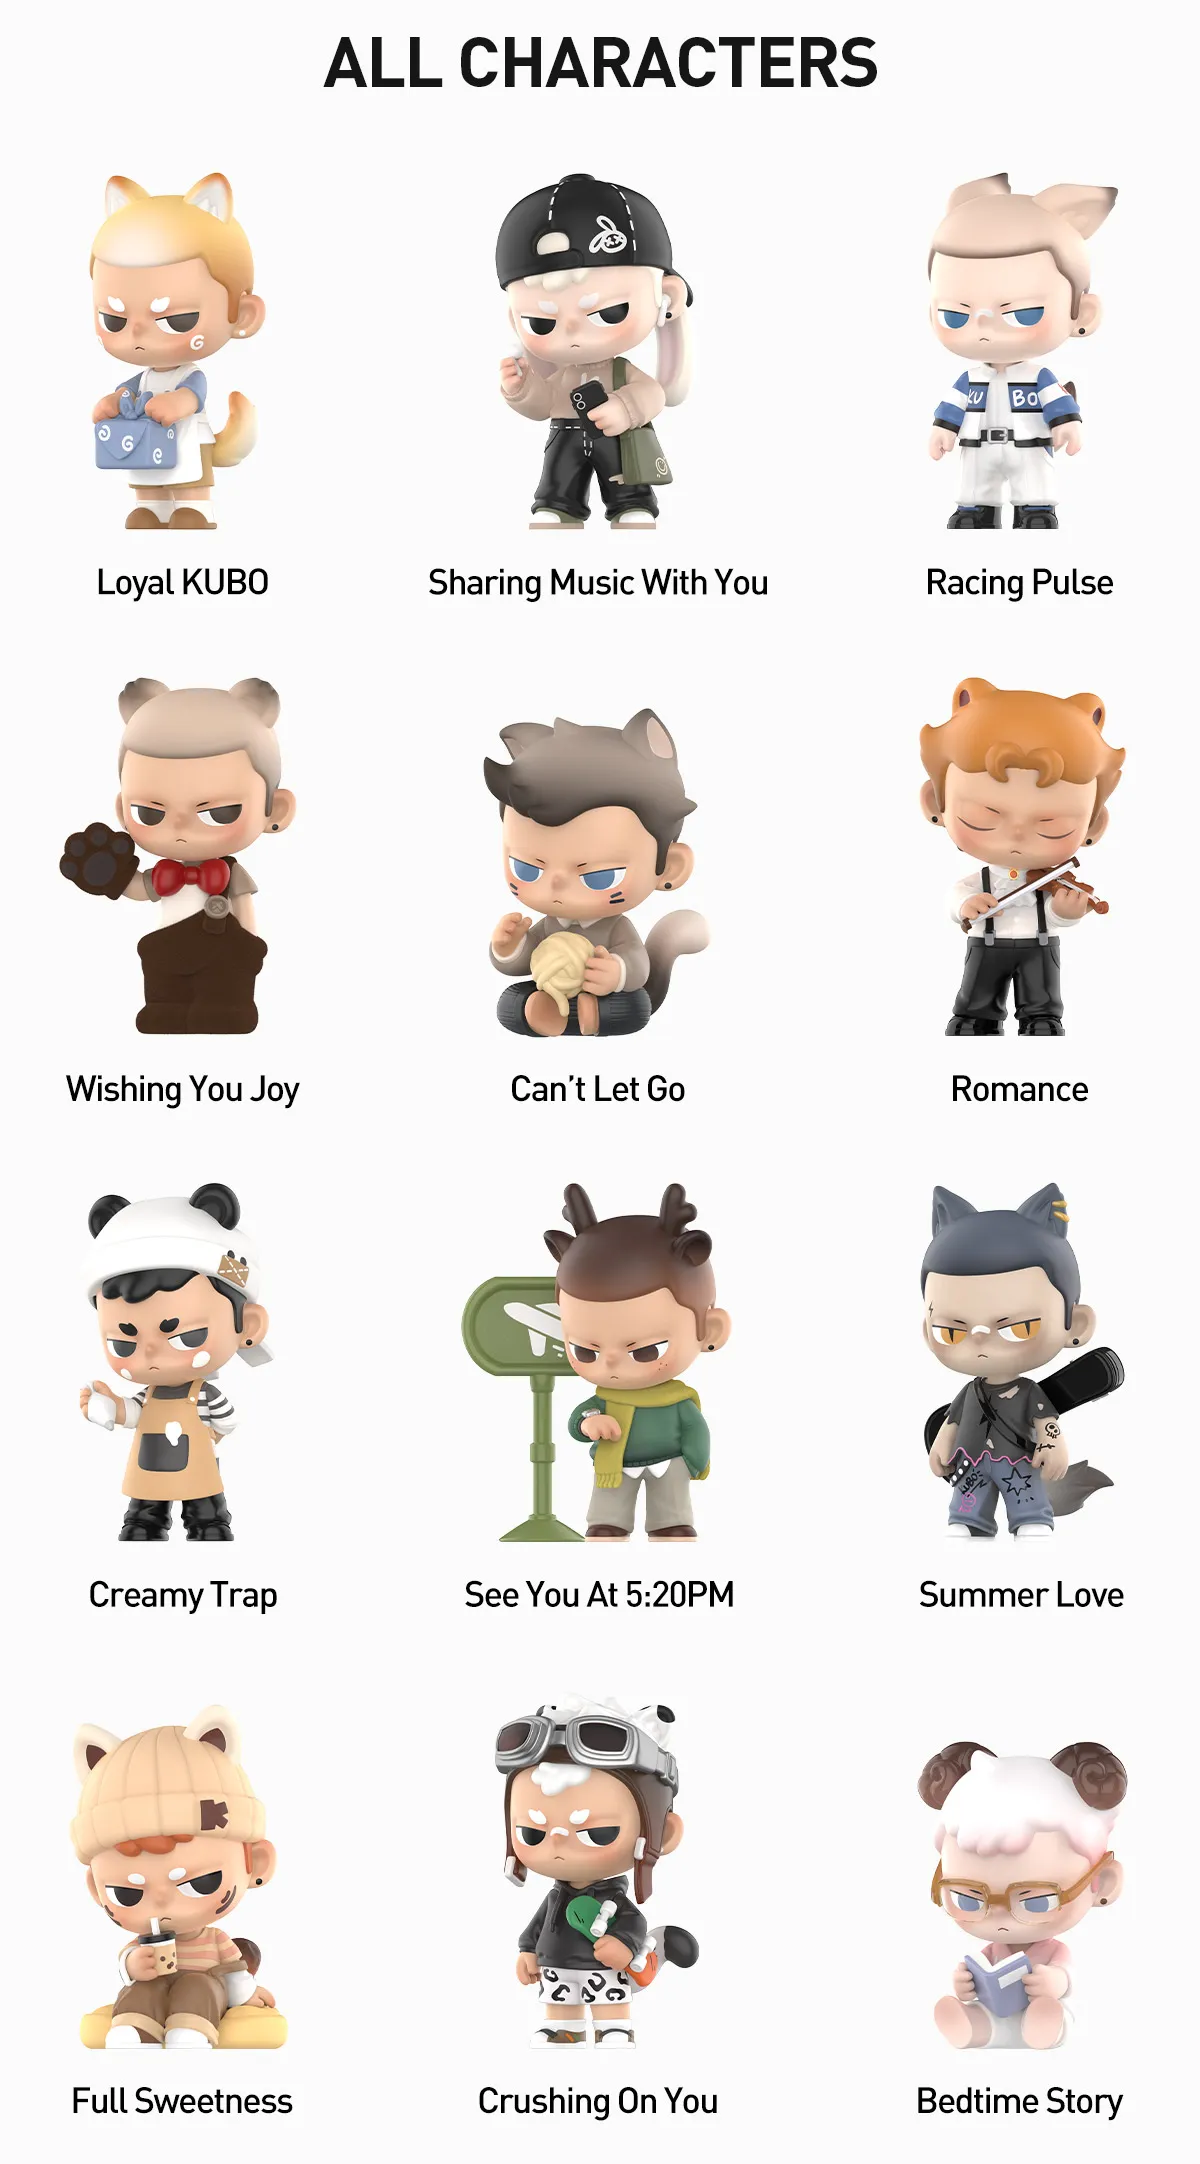 ALL CHARACTERS
Loyal KUBO
Sharing Music With You
KU BO
Racing Pulse
Wishing You Joy
Can't Let Go
Romance
Creamy Trap
See You At 5:20PM
KUBO
Summer Love
K
Full Sweetness
Crushing On You
Bedtime Story